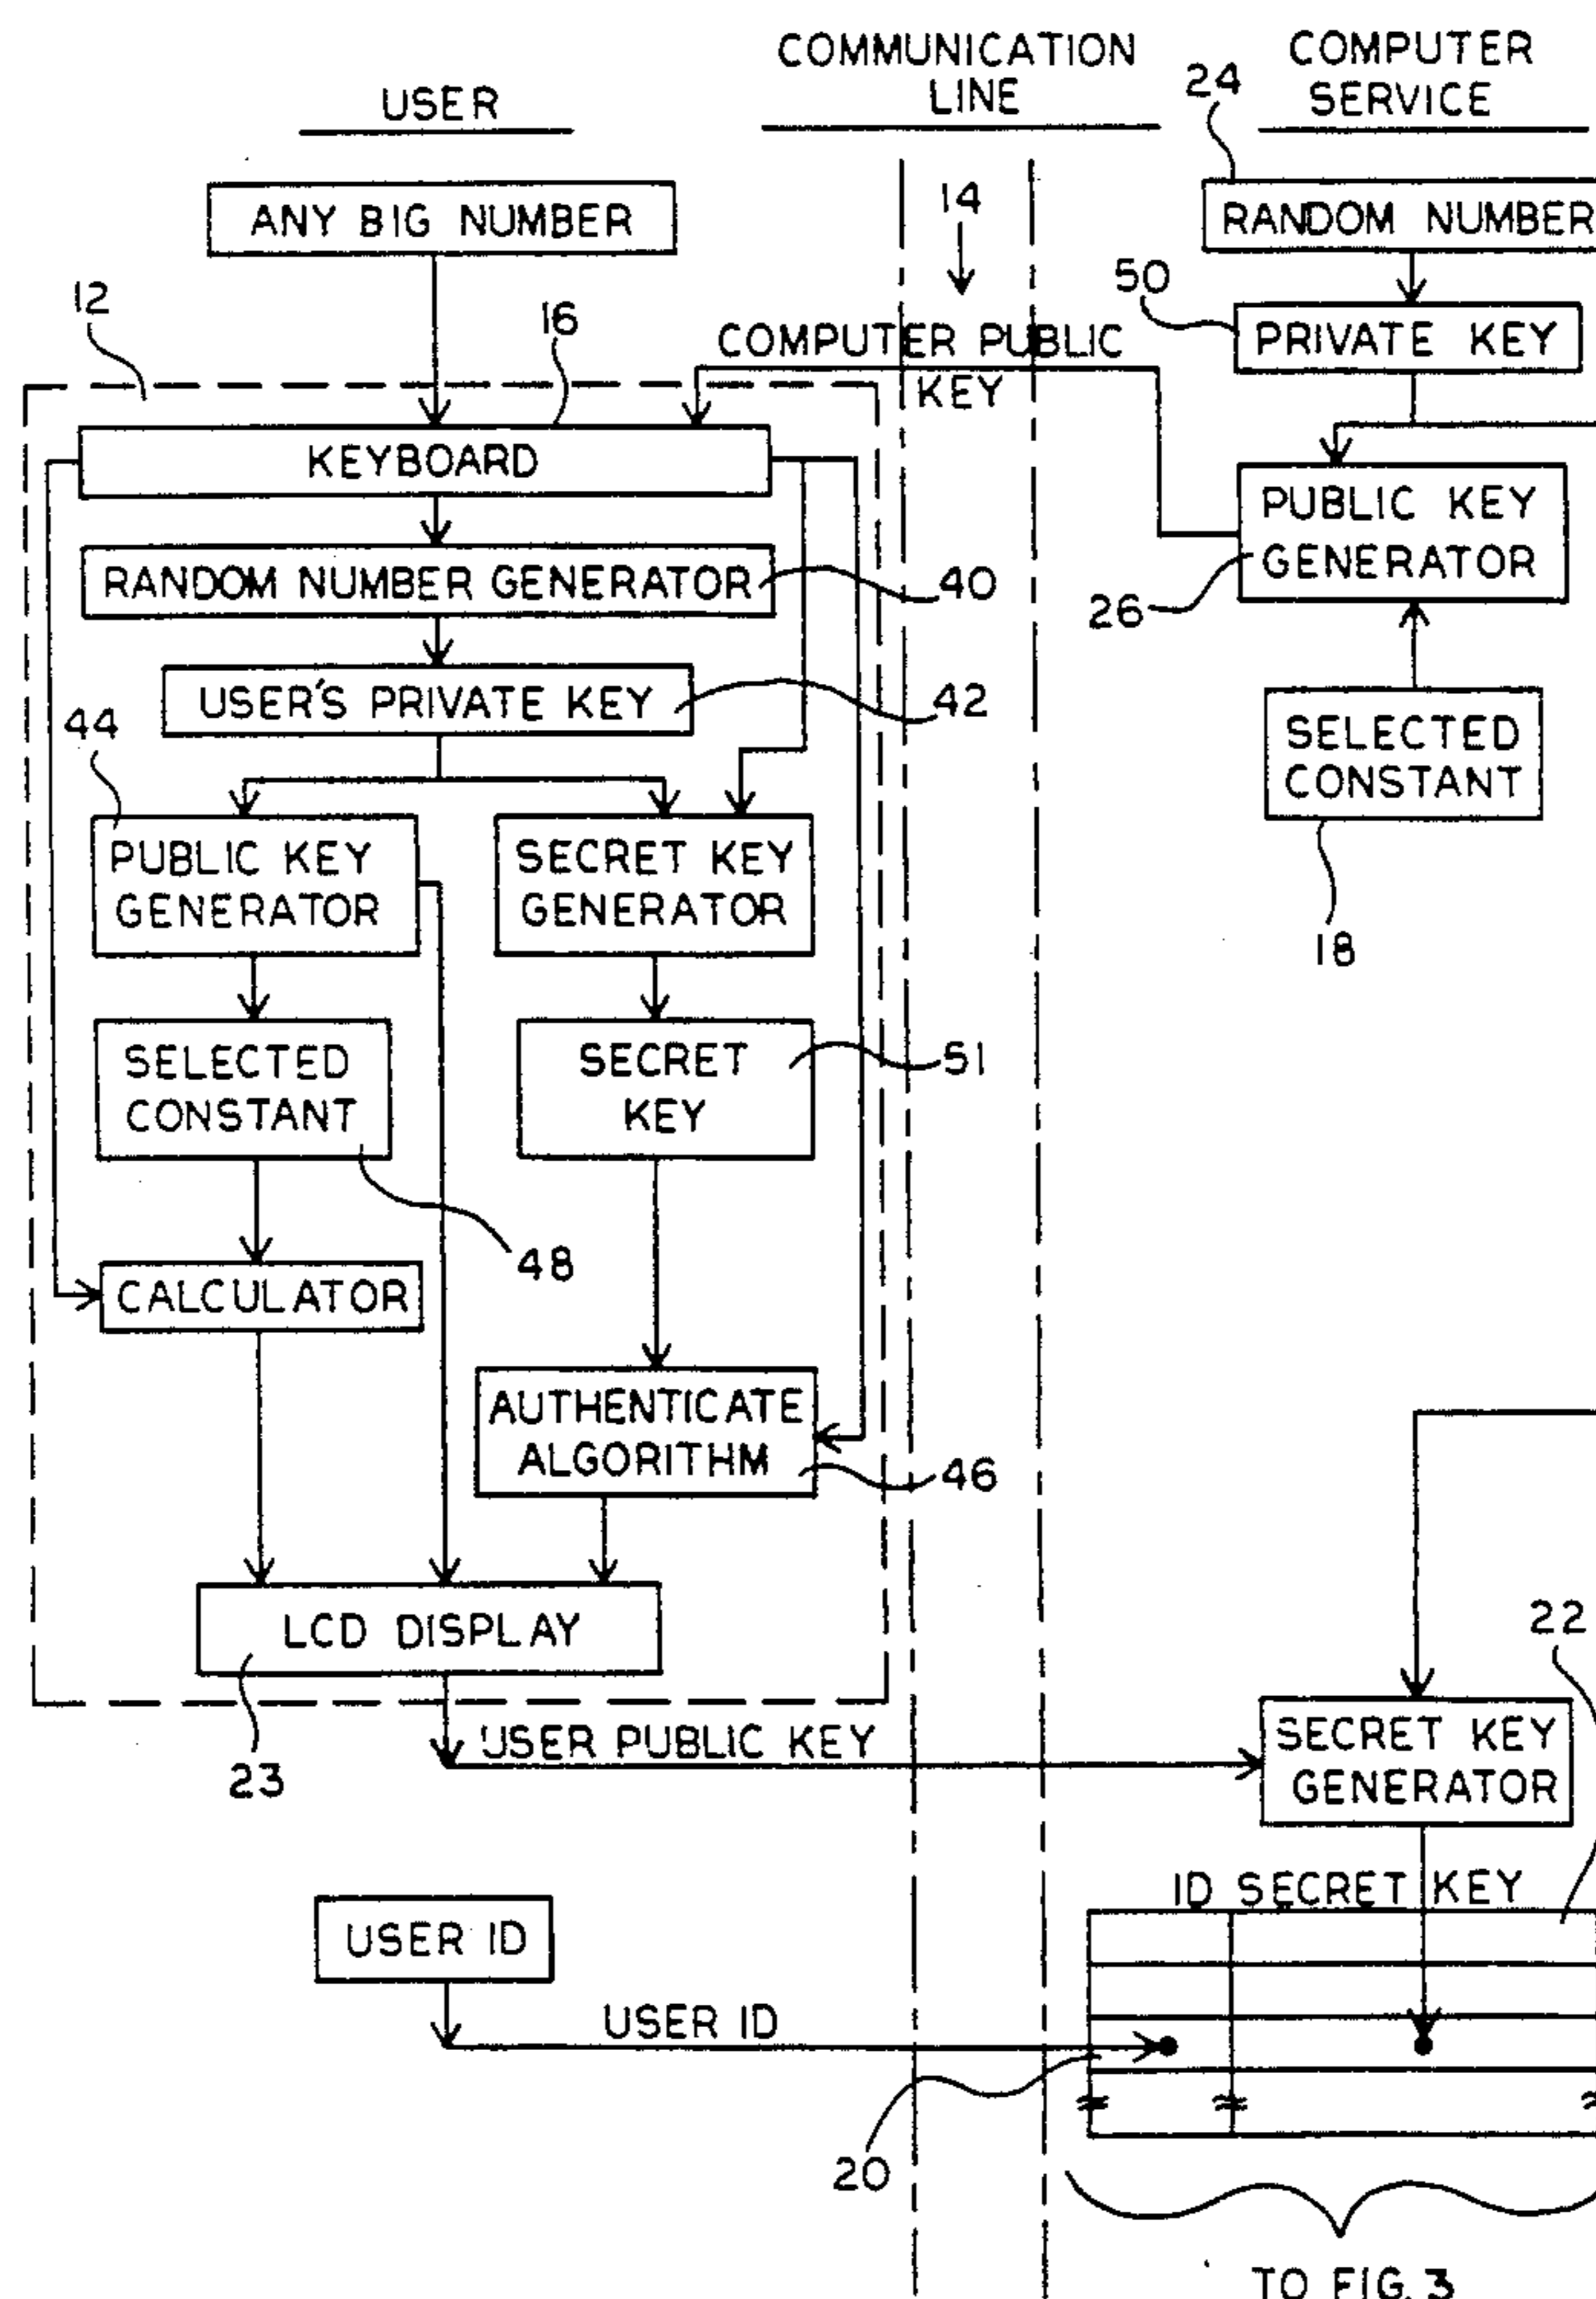 USER
COMMUNICATION
LINE
COMPUTER
SERVICE
24
ANY BIG NUMBER
14
RANDOM NUMBER
50
PRIVATE KEY
12
16
COMPUTER PUBLIC
KEY
KEYBOARD
PUBLIC KEY
GENERATOR
26
RANDOM NUMBER GENERATOR
40
USER'S PRIVATE KEY
42
44
SELECTED
CONSTANT
18
PUBLIC KEY
GENERATOR
SECRET KEY
GENERATOR
SELECTED
CONSTANT
SECRET
KEY
51
48
CALCULATOR
AUTHENTICATE
ALGORITHM
46
LCD DISPLAY
23
22
USER PUBLIC KEY
SECRET KEY
GENERATOR
ID SECRET KEY
USER ID
USER ID
20
TO FIG. 3